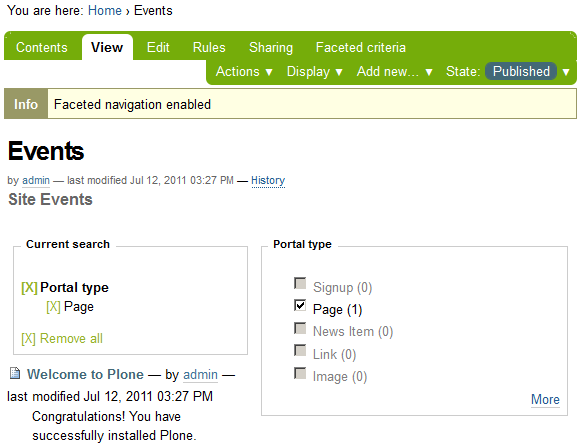 You are here: Home › Events
Contents View Edit Rules Sharing Faceted criteria
Actions ▼ Display ▼ Add new... ▼ State: Published ▼
Info Faceted navigation enabled
Events
by admin — last modified Jul 12, 2011 03:27 PM — History
Site Events
Current search
[X] Portal type
[X] Page
[X] Remove all
Portal type
Signup (0)
Page (1)
News Item (0)
Link (0)
Image (0)
More
Welcome to Plone — by admin —
last modified Jul 12, 2011 03:27 PM
Congratulations! You have
successfully installed Plone.